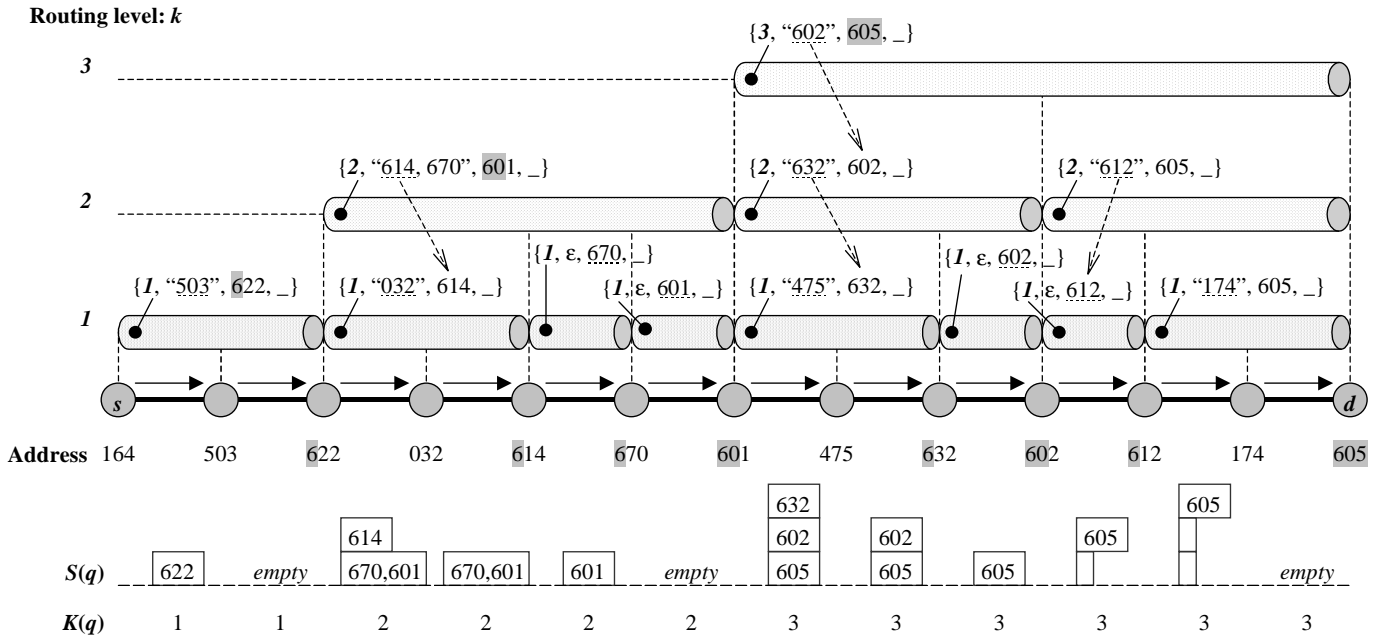 Routing level: k
{3, “602”, 605, _}
3
{2, “614, 670”, 601, _}
{2, “632”, 602, _}
{2, “612”, 605, _}
2
{1, ε, 670, _}
{1, ε, 602, _}
{1, “503”, 622, _}
{1, “032”, 614, _}
{1, ε, 601, _}
{1, “475”, 632, _}
{1, ε, 612, _}
{1, “174”, 605, _}
1
s
d
Address 164 503 622 032 614 670 601 475 632 602 612 174 605
632 605
614 602 602 605
S(q) 622 empty 670,601 670,601 601 empty 605 605 605 empty
K(q) 1 1 2 2 2 2 3 3 3 3 3 3